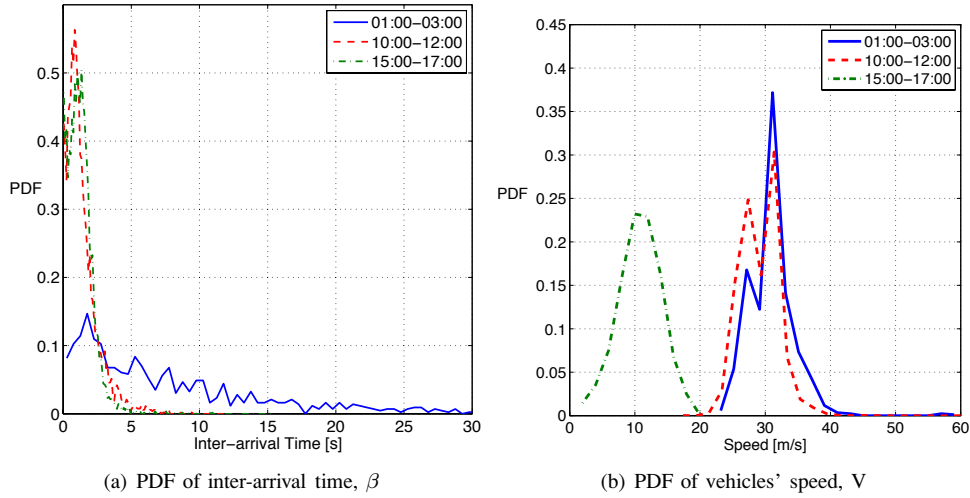 01:00−03:00
10:00−12:00
15:00−17:00
0.5
0.4
0.3
0.2
0.1
0
PDF
0 5 10 15 20 25 30
Inter−arrival Time [s]
(a) PDF of inter-arrival time, β
01:00−03:00
10:00−12:00
15:00−17:00
0.45
0.4
0.35
0.3
0.25
0.2
0.15
0.1
0.05
0
PDF
0 10 20 30 40 50 60
Speed [m/s]
(b) PDF of vehicles' speed, V